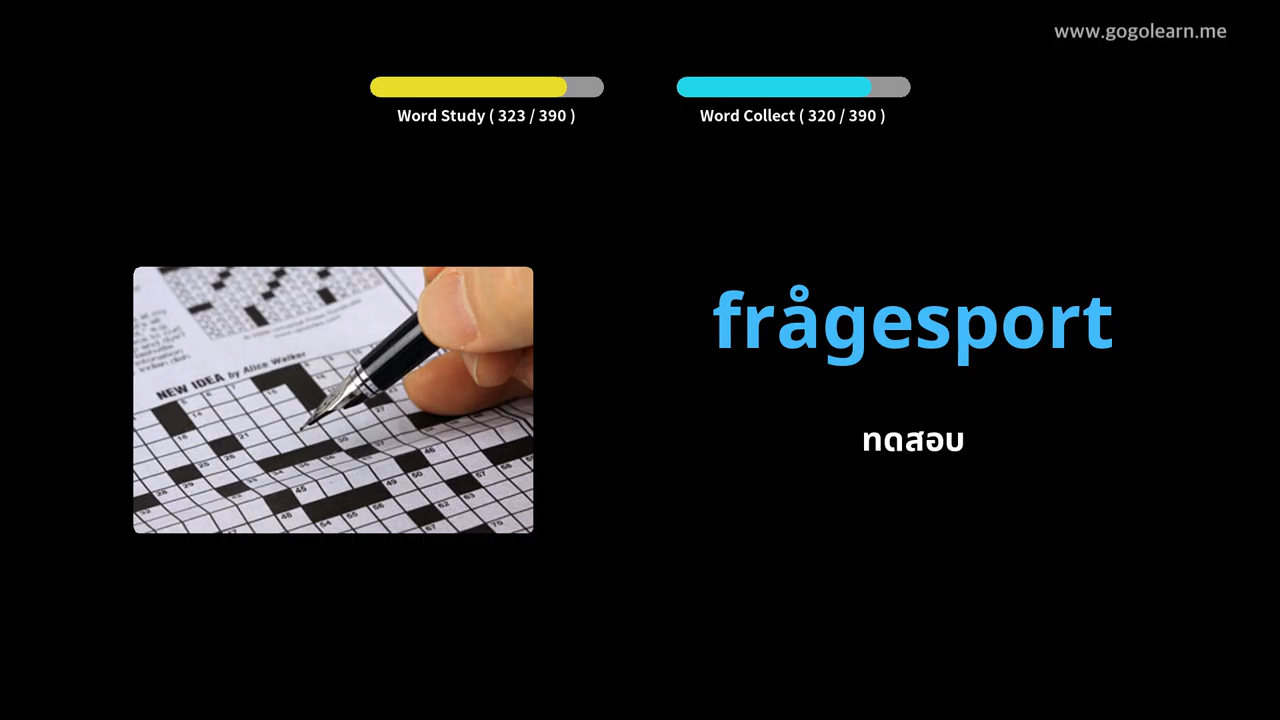 www.gogolearn.me
Word Study ( 323 / 390 )
Word Collect ( 320 / 390 )
NEW IDEA by Alice Walker
frågesport
ทดสอบ